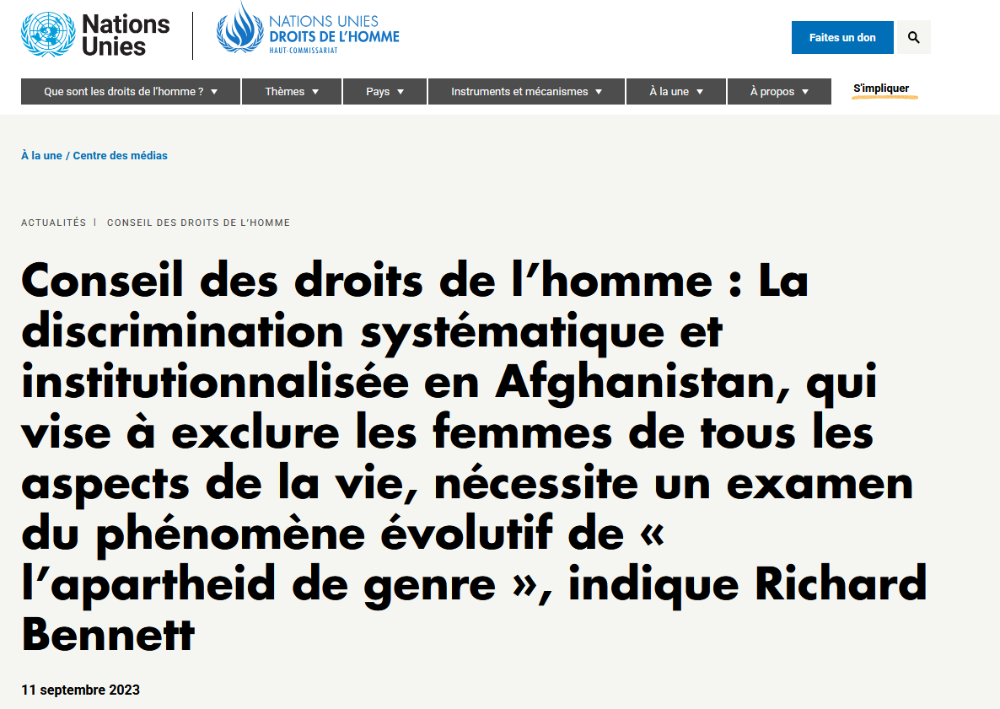 Nations
Unies
NATIONS UNIES
DROITS DE L'HOMME
HAUT-COMMISSARIAT
Faites un don
Que sont les droits de l'homme ?
Thèmes
Pays
Instruments et mécanismes
À la une
À propos
S'impliquer
À la une / Centre des médias
ACTUALITÉS | CONSEIL DES DROITS DE L'HOMME
Conseil des droits de l’homme : La
discrimination systématique et
institutionnalisée en Afghanistan, qui
vise à exclure les femmes de tous les
aspects de la vie, nécessite un examen
du phénomène évolutif de «
l’apartheid de genre », indique Richard
Bennett
11 septembre 2023